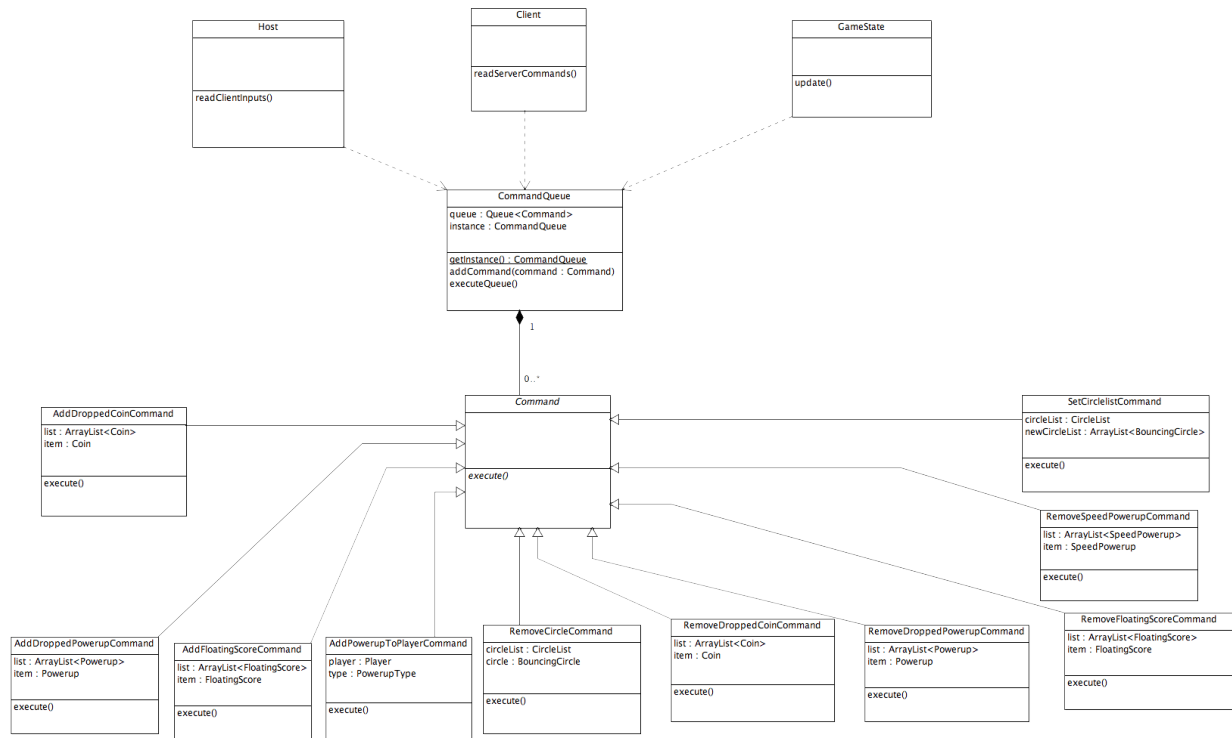 Host
readClientInputs()
Client
readServerCommands()
GameState
update()
CommandQueue
queue : Queue<Command>
instance : CommandQueue
getInstance() : CommandQueue
addCommand(command : Command)
executeQueue()
1
0..*
Command
execute()
AddDroppedCoinCommand
list : ArrayList<Coin>
item : Coin
execute()
SetCirclelistCommand
circleList : CircleList
newCircleList : ArrayList<BouncingCircle>
execute()
RemoveSpeedPowerupCommand
list : ArrayList<SpeedPowerup>
item : SpeedPowerup
execute()
AddDroppedPowerupCommand
list : ArrayList<Powerup>
item : Powerup
execute()
AddFloatingScoreCommand
list : ArrayList<FloatingScore>
item : FloatingScore
execute()
AddPowerupToPlayerCommand
player : Player
type : PowerupType
execute()
RemoveCircleCommand
circleList : CircleList
circle : BouncingCircle
execute()
RemoveDroppedCoinCommand
list : ArrayList<Coin>
item : Coin
execute()
RemoveDroppedPowerupCommand
list : ArrayList<Powerup>
item : Powerup
execute()
RemoveFloatingScoreCommand
list : ArrayList<FloatingScore>
item : FloatingScore
execute()